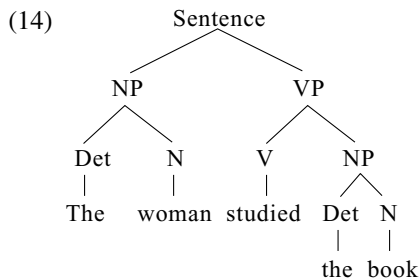 (14) Sentence
NP VP
Det N V NP
The woman studied Det N
the book